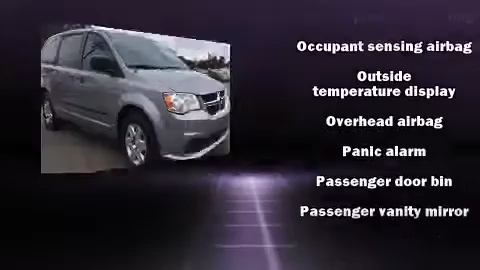 Occupant sensing airbag
Outside
temperature display
Overhead airbag
Panic alarm
Passenger door bin
Passenger vanity mirror